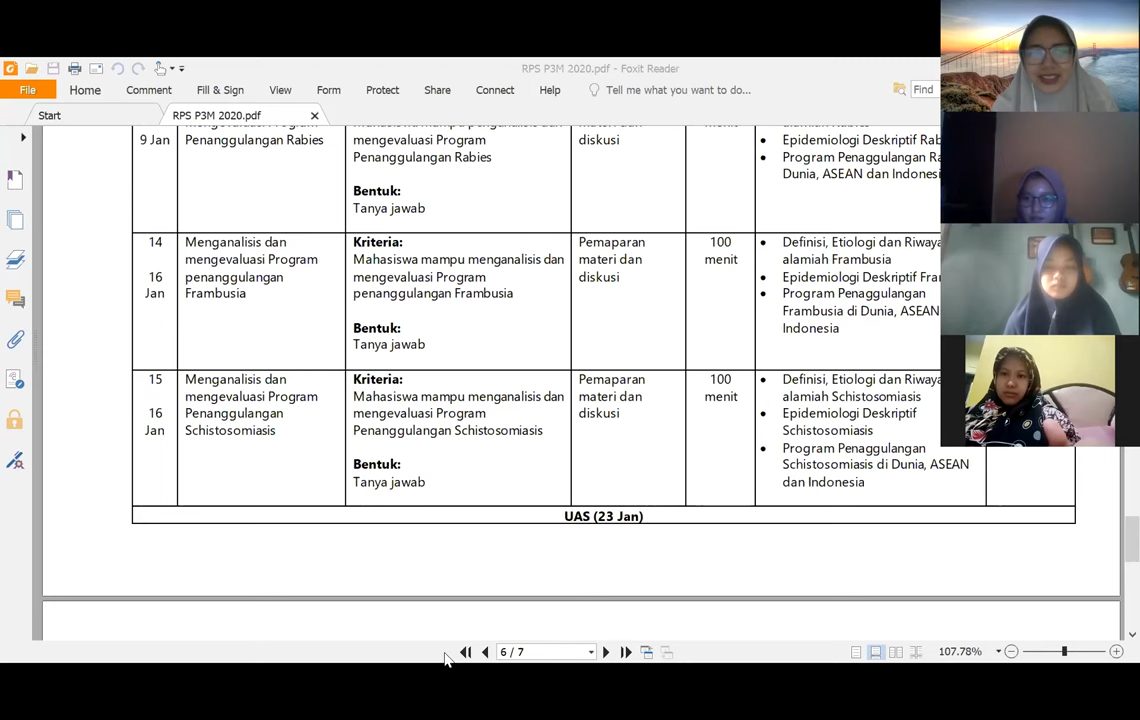 RPS P3M 2020.pdf - Foxit Reader
File Home Comment Fill & Sign View Form Protect Share Connect Help Tell me what you want to do... Find
Start RPS P3M 2020.pdf
9 Jan
Penanggulangan Rabies
mengevaluasi Program
Penanggulangan Rabies
Bentuk:
Tanya jawab
diskusi
menit
Epidemiologi Deskriptif
Program Penaggulangan
Dunia, ASEAN dan
14
16
Jan
Menganalisis dan
mengevaluasi Program
penanggulangan
Frambusia
Kriteria:
Mahasiswa mampu menganalisis dan
mengevaluasi Program
penanggulangan Frambusia
Bentuk:
Tanya jawab
Pemaparan
materi dan
diskusi
100
menit
Definisi, Etiologi dan
alamiah Frambusia
Epidemiologi Deskriptif
Program Penanggulangan
Frambusia di Dunia, ASEAN
Indonesia
15
16
Jan
Menganalisis dan
mengevaluasi Program
Penanggulangan
Schistosomiasis
Kriteria:
Mahasiswa mampu menganalisis dan
mengevaluasi Program
Penanggulangan Schistosomiasis
Bentuk:
Tanya jawab
Pemaparan
materi dan
diskusi
100
menit
Definisi, Etiologi dan
alamiah Schistosomiasis
Epidemiologi Deskriptif
Schistosomiasis
Program Penaggulangan
Schistosomiasis di Dunia, ASEAN
dan Indonesia
UAS (23 Jan)
6 / 7
107.78%